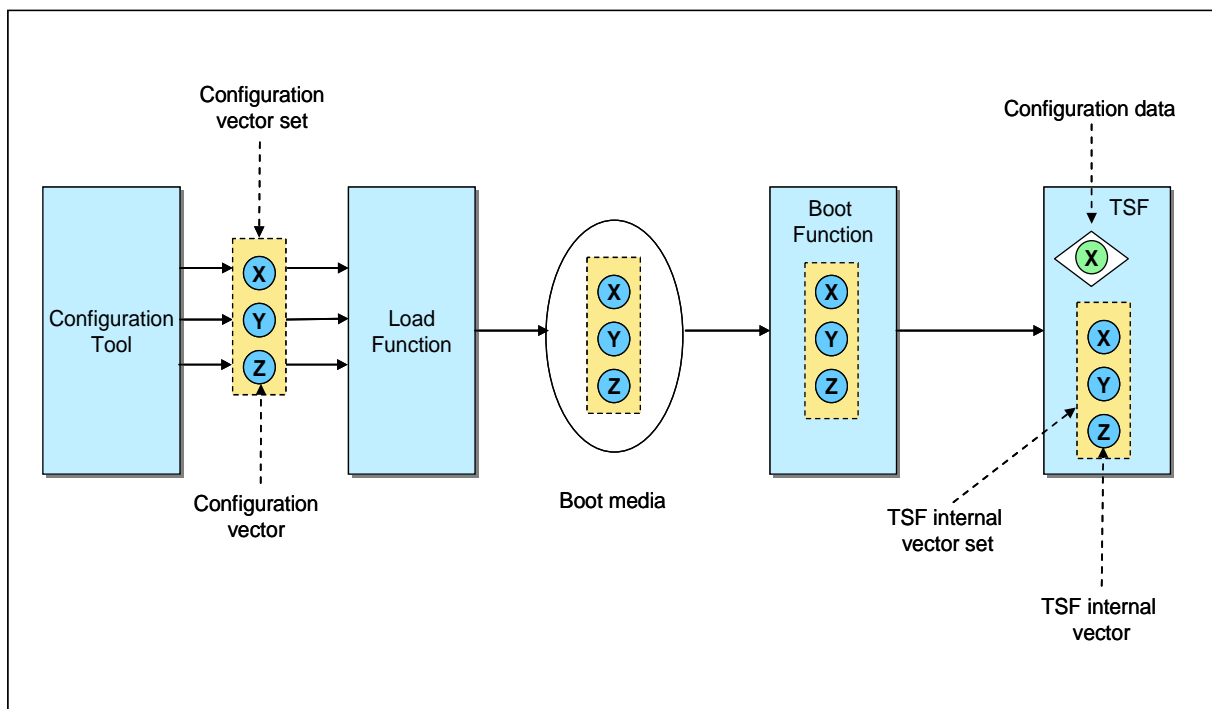 Configuration
vector set
Configuration data
Configuration
Tool
X
Y
Z
Load
Function
X
Y
Z
Boot media
Boot
Function
X
Y
Z
TSF
X
X
Y
Z
Configuration
vector
TSF internal
vector set
TSF internal
vector